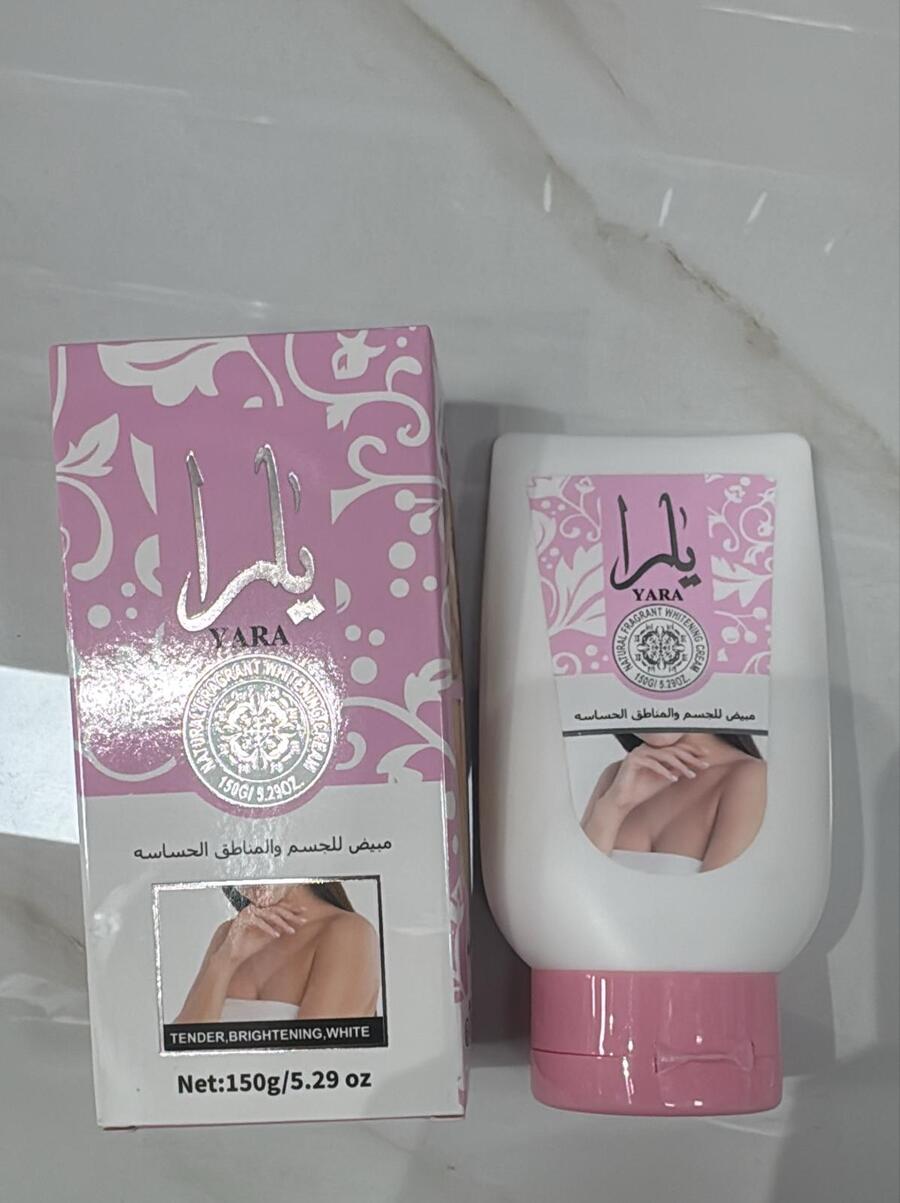 يارا
YARA
NATURAL FRAGRANT WHITENING CREAM
150G/ 5.29OZ.
مبيض للجسم والمناطق الحساسه
TENDER,BRIGHTENING,WHITE
Net:150g/5.29 oz
يارا
YARA
NATURAL FRAGRANT WHITENING CREAM
150G/ 5.29OZ.
مبيض للجسم والمناطق الحساسه